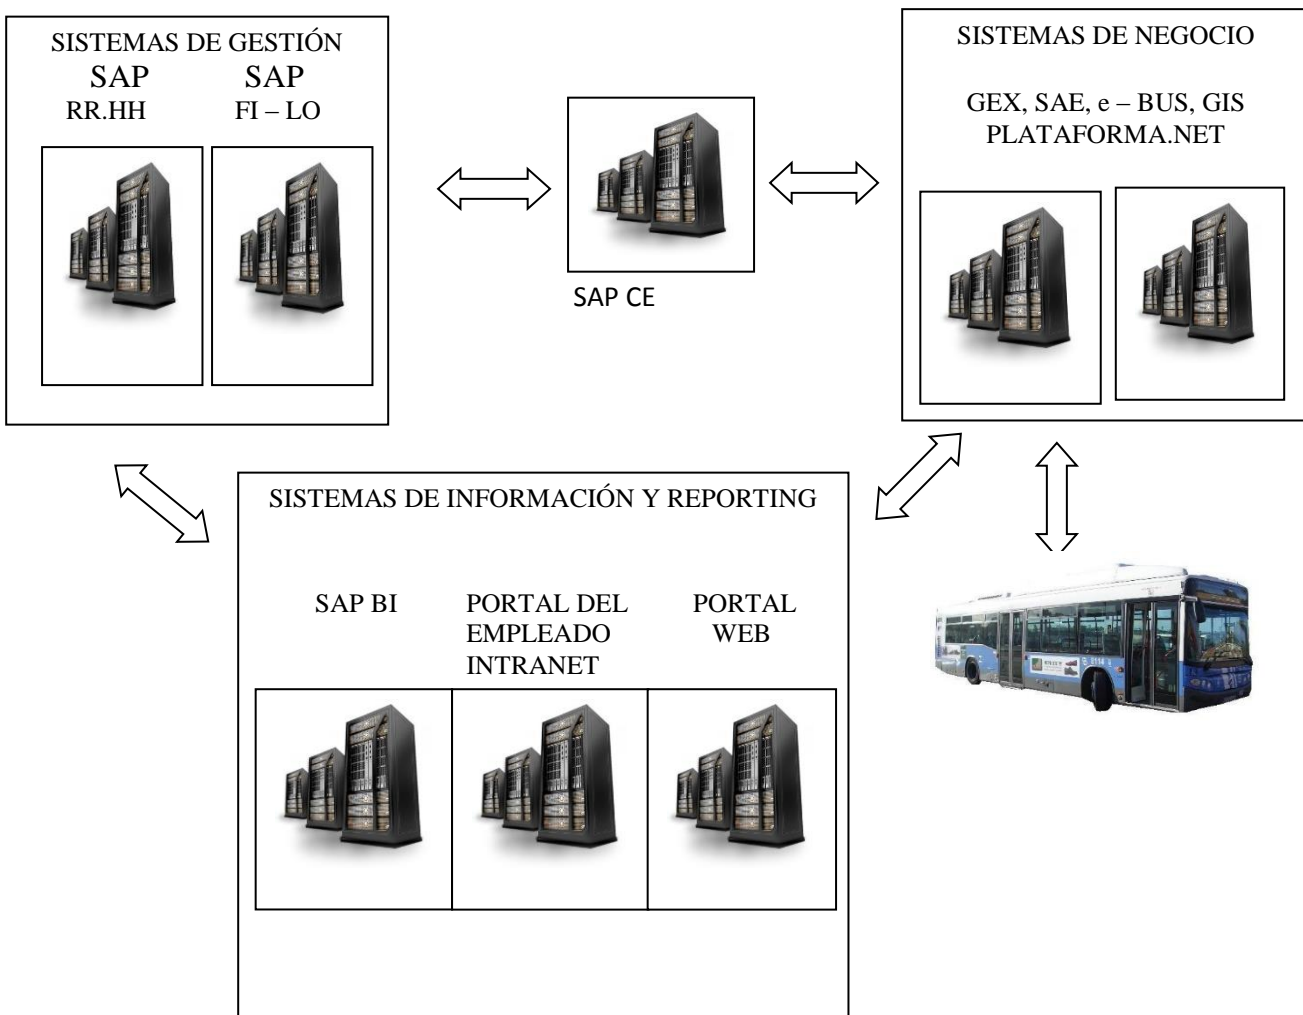 SISTEMAS DE GESTIÓN
SAP SAP
RR.HH FI – LO
SAP CE
SISTEMAS DE NEGOCIO
GEX, SAE, e – BUS, GIS
PLATAFORMA.NET
SISTEMAS DE INFORMACIÓN Y REPORTING
SAP BI
PORTAL DEL
EMPLEADO
INTRANET
PORTAL
WEB